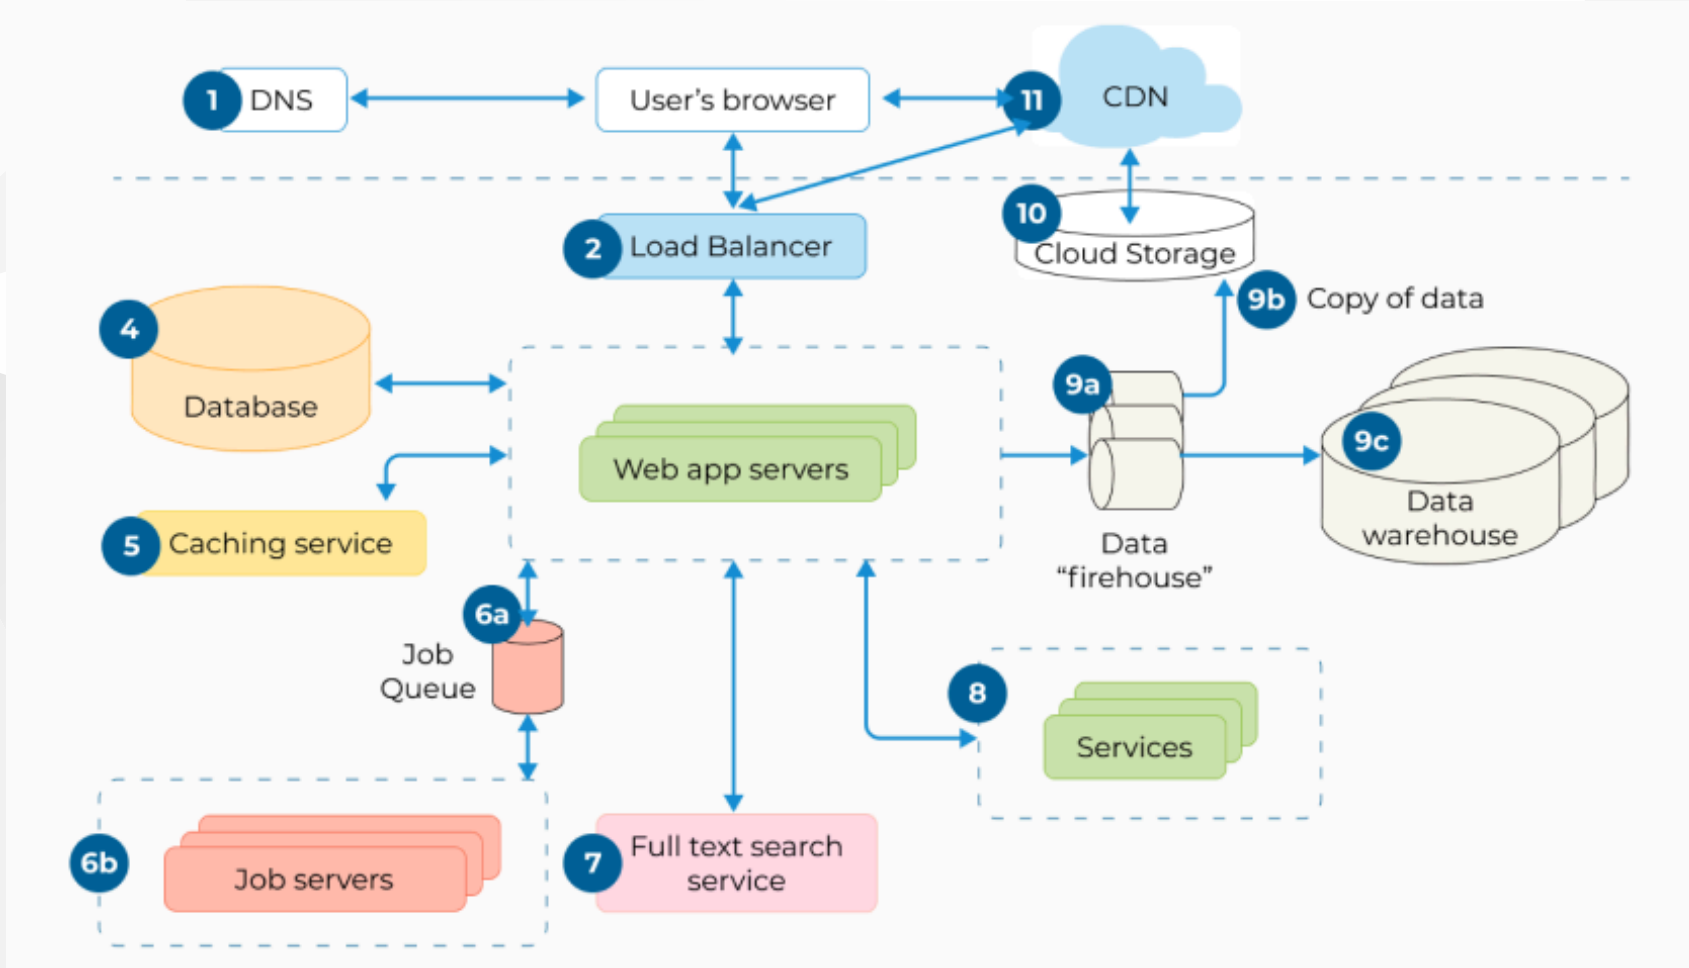 1 DNS
User's browser
11 CDN
2 Load Balancer
10
Cloud Storage
9b Copy of data
4
Database
9a
9c
Data
warehouse
Web app servers
5 Caching service
Data
“firehouse”
6a
Job
Queue
8
Services
6b
Job servers
7
Full text search
service